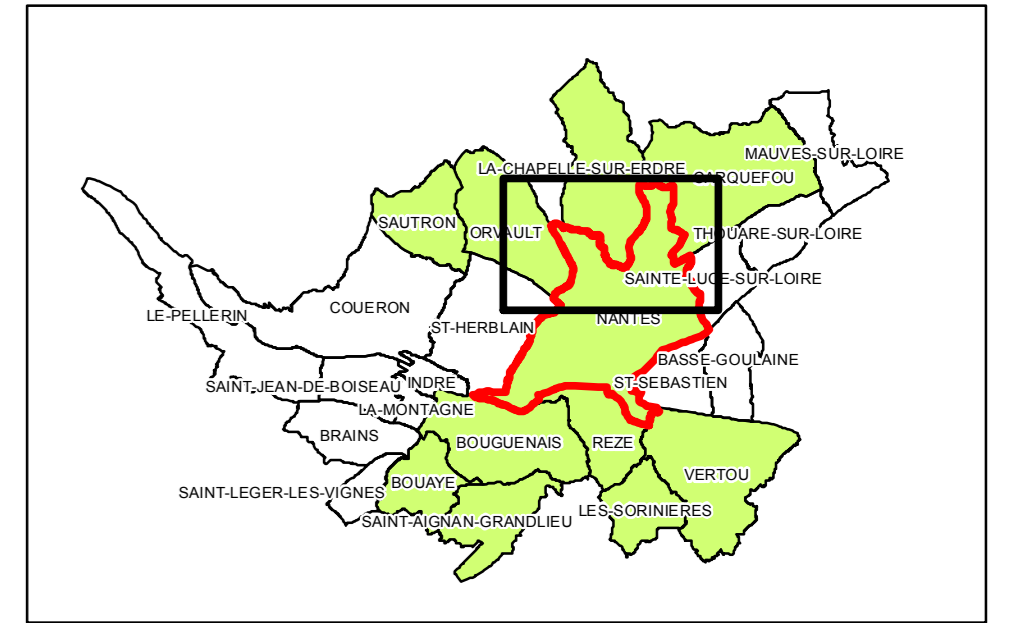 MAUVES-SUR-LOIRE
LA-CHAPELLE-SUR-ERDRE
CARQUEFOU
SAUTRON
ORVAULT
THOUARE-SUR-LOIRE
SAINTE-LUCE-SUR-LOIRE
COUERON
LE-PELLERIN
NANTES
ST-HERBLAIN
BASSE-GOULAINE
SAINT-JEAN-DE-BOISEAU
INDRE
ST-SEBASTIEN
LA-MONTAGNE
BRAINS
BOUGUENAIS
REZE
VERTOU
BOUAYE
SAINT-LEGER-LES-VIGNES
LES-SORINIERES
SAINT-AIGNAN-GRANDLIEU